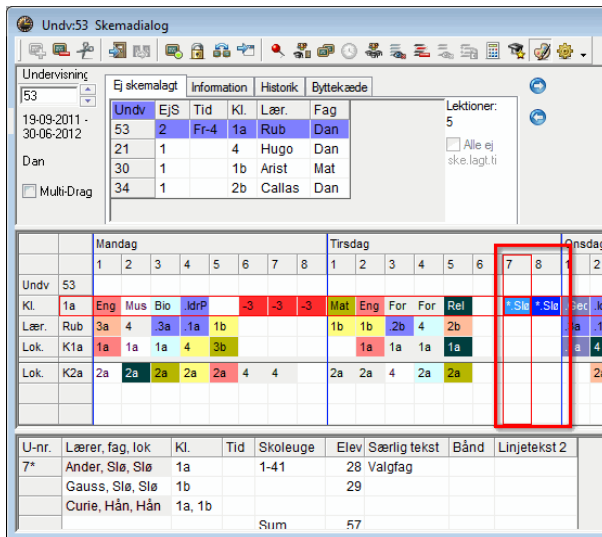 Undv:53 Skemadialog
Undervisning
53
19-09-2011 -
30-06-2012
Dan
Multi-Drag
Ej skemalagt Information Historik Byttekæde
Undv EjS Tid Kl. Lær. Fag
53 2 Fr-4 1a Rub Dan
21 1 4 Hugo Dan
30 1 1b Arist Mat
34 1 2b Callas Dan
Lektioner:
5
Alle ej
ske.lagt.ti
Mandag Tirsdag Onsdag
1 2 3 4 5 6 7 8 1 2 3 4 5 6 7 8 1 2
Undv 53
Kl. 1a Eng Mus Bio .IdrP -3 -3 -3 Mat Eng For For Rel *.Slø *.Slø
Lær. Rub 3a 4 .3a .1a 1b 1b 1b .2b 4 2b
Lok. K1a 1a 1a 1a 4 3b 1a 1a 1a 1a 4
Lok. K2a 2a 2a 2a 2a 2a 4 4 2a 2a 4 2a 2a
U-nr. Lærer, fag, lok Kl. Tid Skoleuge Elev Særlig tekst Bånd Linjetekst 2
7* Ander, Slø, Slø 1a 1-41 28 Valgfag
Gauss, Slø, Slø 1b 29
Curie, Hån, Hån 1a, 1b
Sum 57